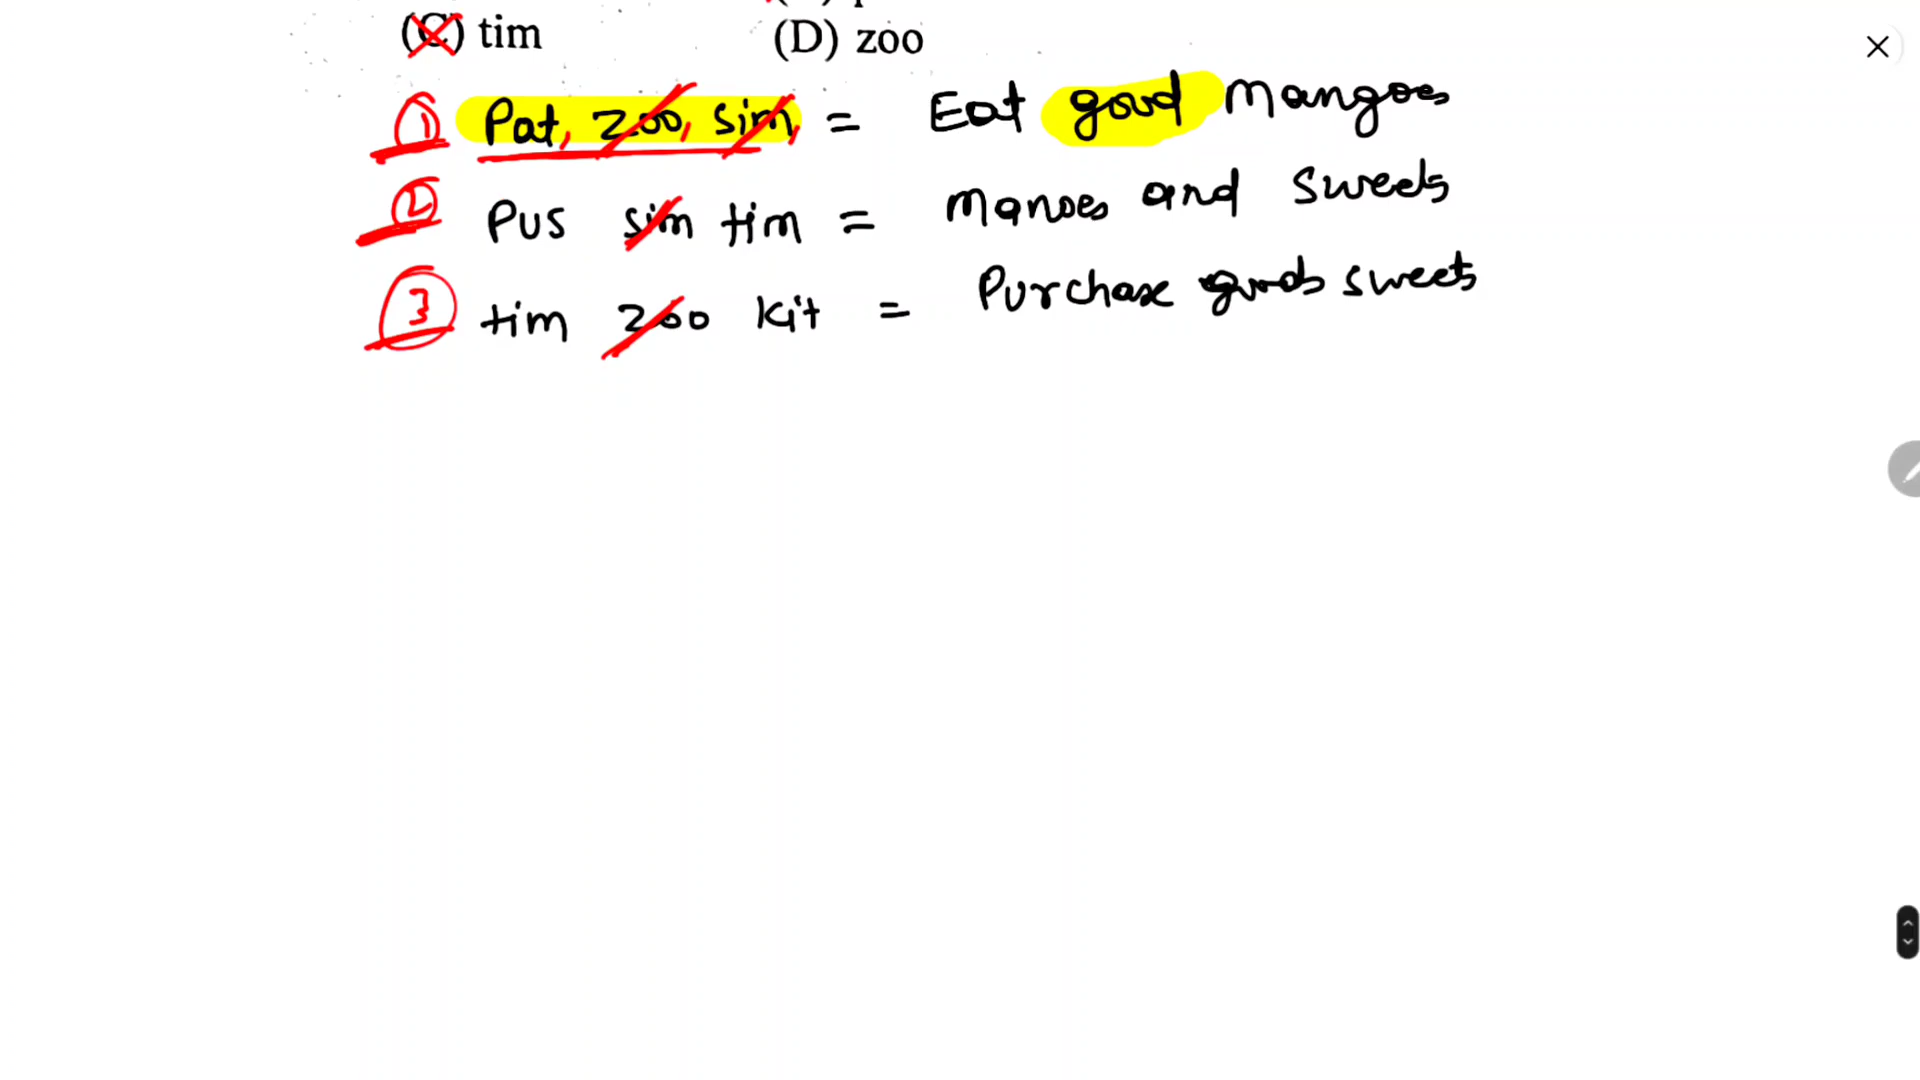 (C) tim (D) zoo
① Pat, zoo, sim, = Eat good Mangoes
② Pus sim tim = Manoes and Sweets
③ tim zoo Kit = Purchase goods sweets